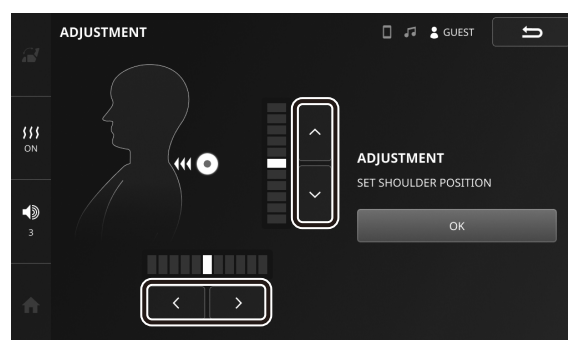 ADJUSTMENT
GUEST
ON
3
ADJUSTMENT
SET SHOULDER POSITION
OK